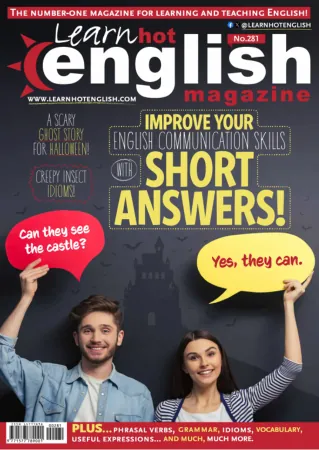 THE NUMBER-ONE MAGAZINE FOR LEARNING AND TEACHING ENGLISH!
@LEARNHOTENGLISH
Learn hot
No.281
english
magazine
WWW.LEARNHOTENGLISH.COM
A SCARY
GHOST STORY
FOR HALLOWEEN!
CREEPY INSECT
IDIOMS!
IMPROVE YOUR
ENGLISH COMMUNICATION SKILLS
WITH
SHORT
ANSWERS!
Can they see
the castle?
Yes, they can.
PLUS... PHRASAL VERBS, GRAMMAR, IDIOMS, VOCABULARY,
USEFUL EXPRESSIONS... AND MUCH, MUCH MORE.